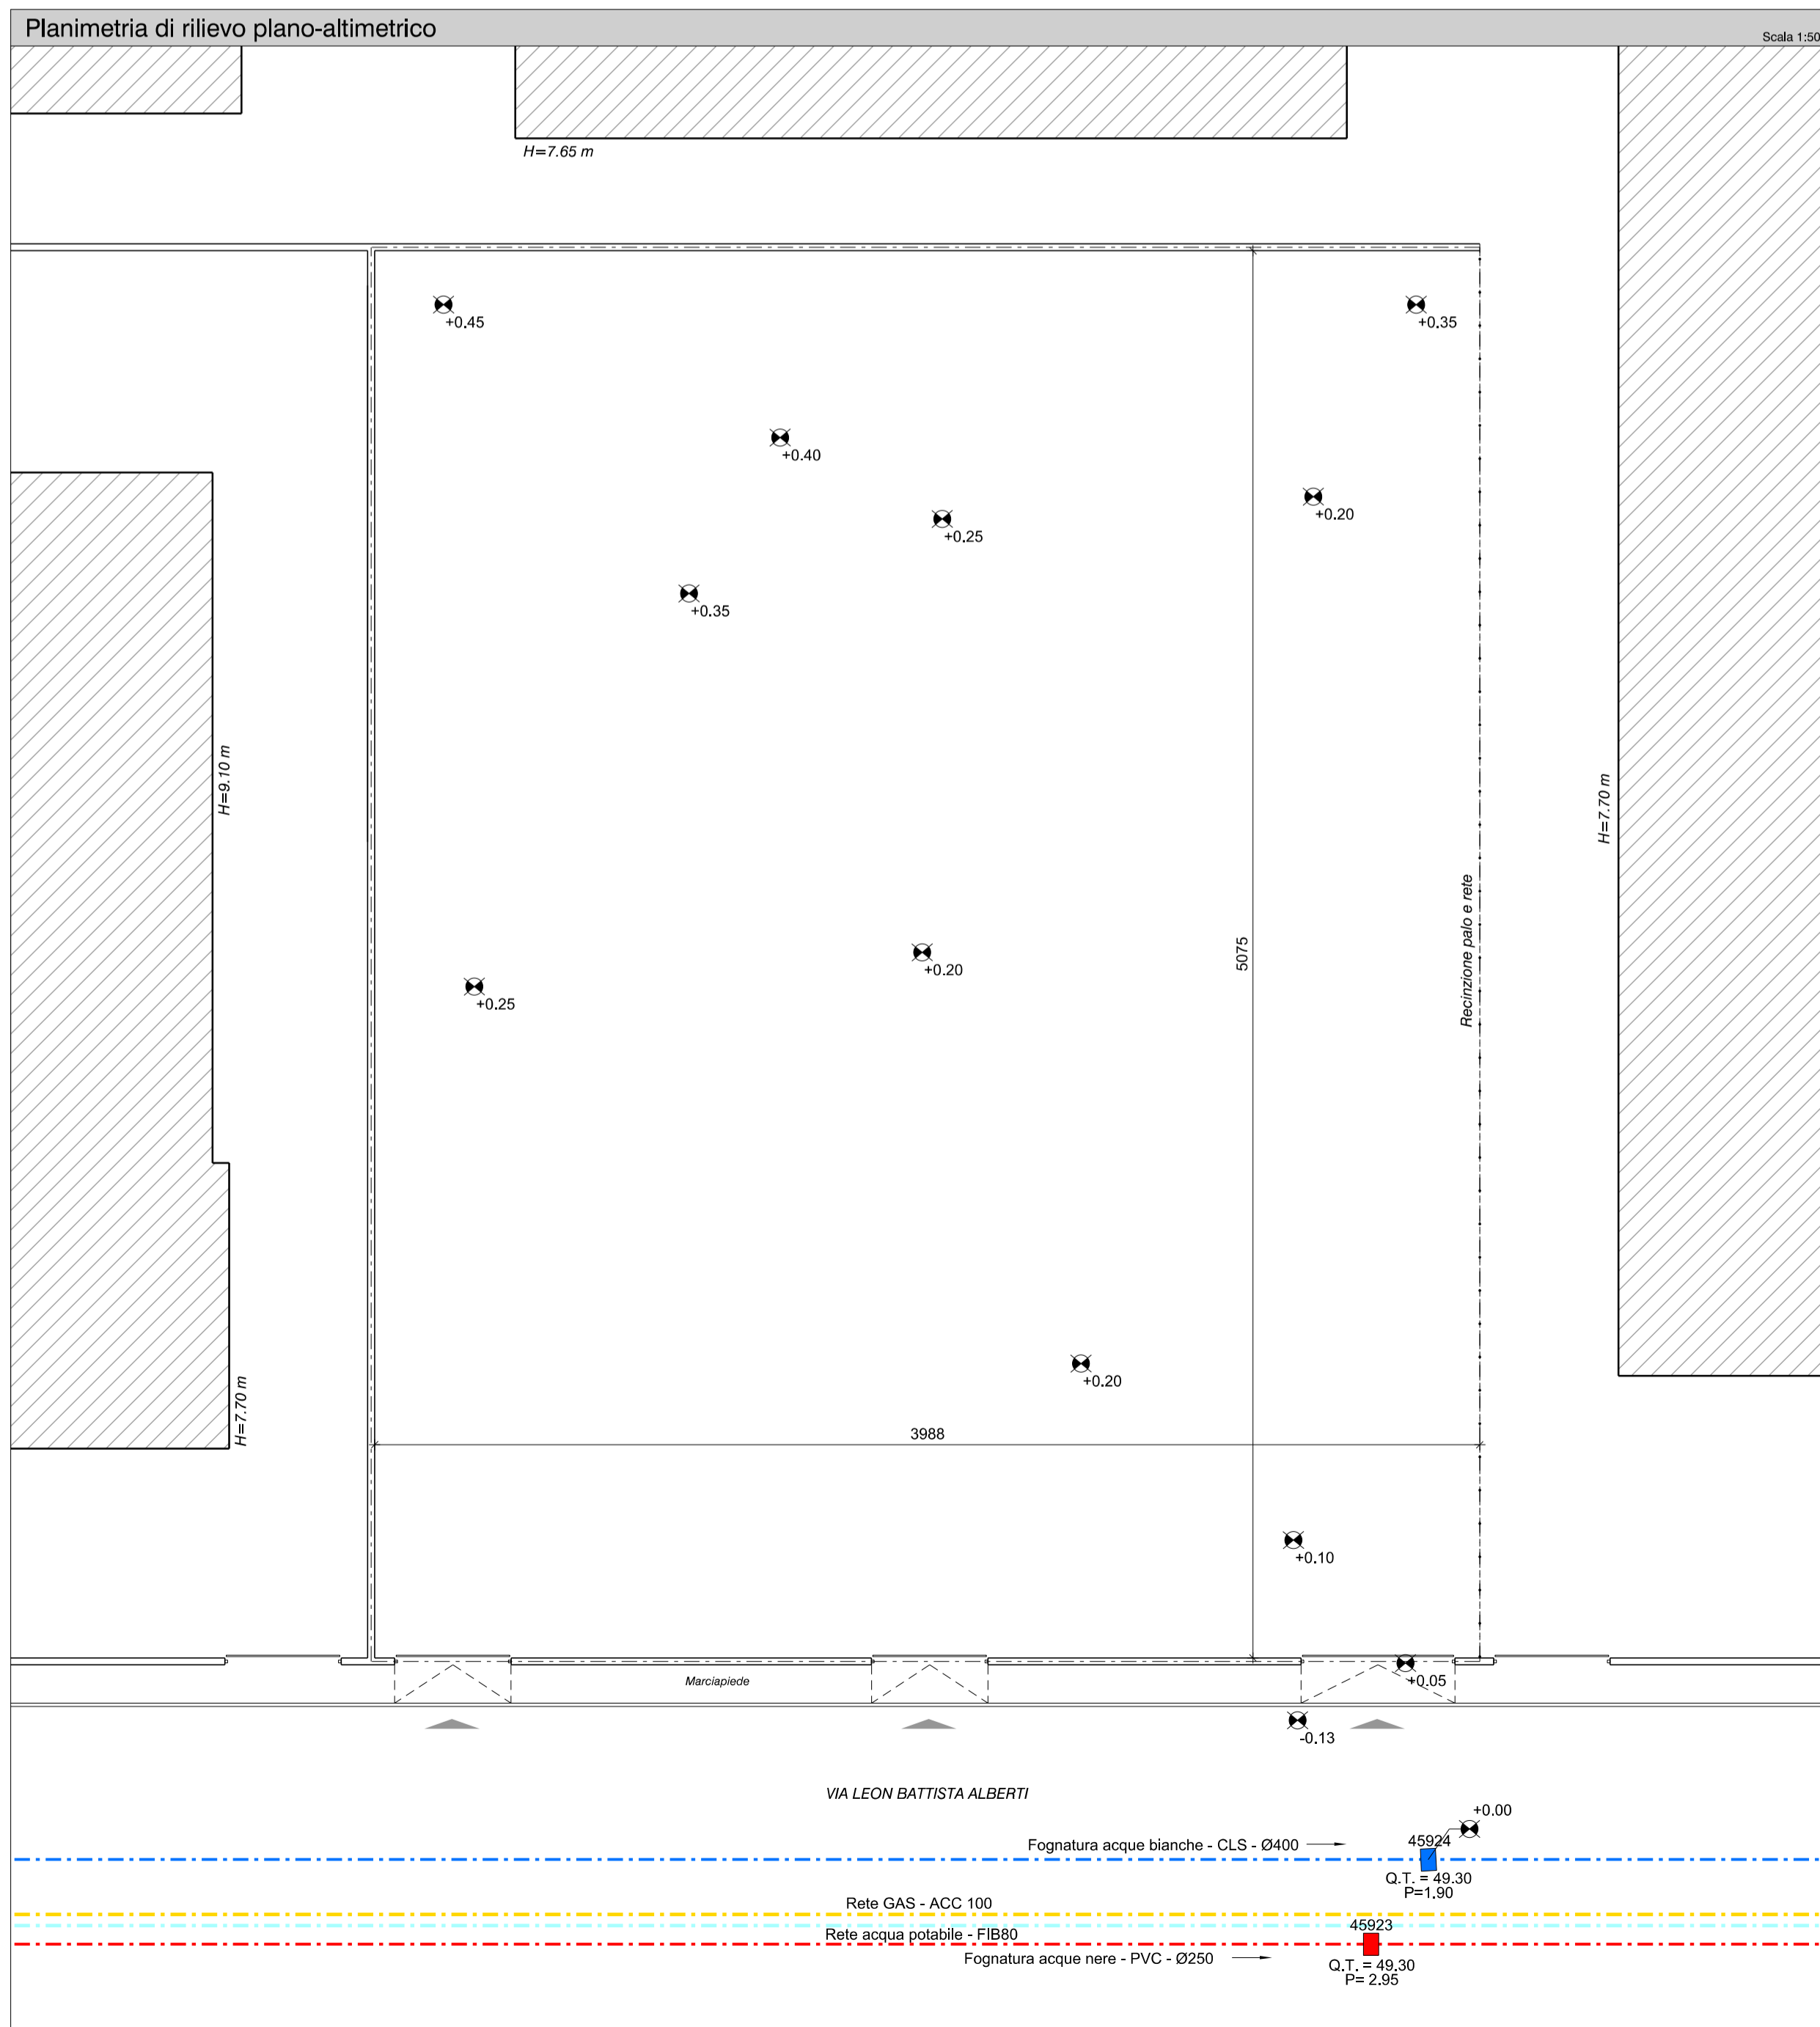 Planimetria di rilievo plano-altimetrico
Scala 1:50
H=7.65 m
+0.45
+0.35
+0.40
+0.20
+0.25
+0.35
H=9.10 m
H=7.70 m
Recinzione palo e rete
5075
+0.20
+0.25
+0.20
H=7.70 m
3988
+0.10
Marciapiede
+0.05
-0.13
VIA LEON BATTISTA ALBERTI
+0.00
Fognatura acque bianche - CLS - Ø400
45924
Q.T. = 49.30
P=1.90
Rete GAS - ACC 100
45923
Rete acqua potabile - FIB80
Fognatura acque nere - PVC - Ø250
Q.T. = 49.30
P= 2.95